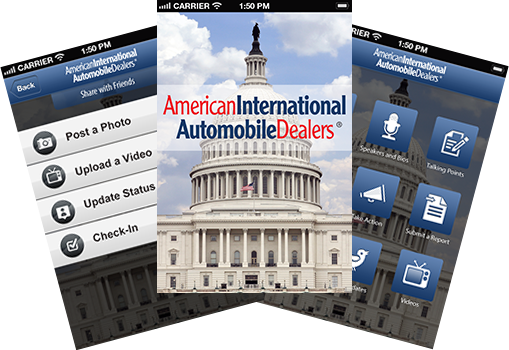 CARRIER
1:50 PM
Back
AmericanInternational
AutomobileDealers®
Share with Friends
Post a Photo
Upload a Video
Update Status
Check-In
CARRIER
1:50 PM
AmericanInternational
AutomobileDealers®
CARRIER
1:50 PM
AmericanInternational
AutomobileDealers®
Speakers and Bios
Talking Points
Take Action
Submit a Report
Videos